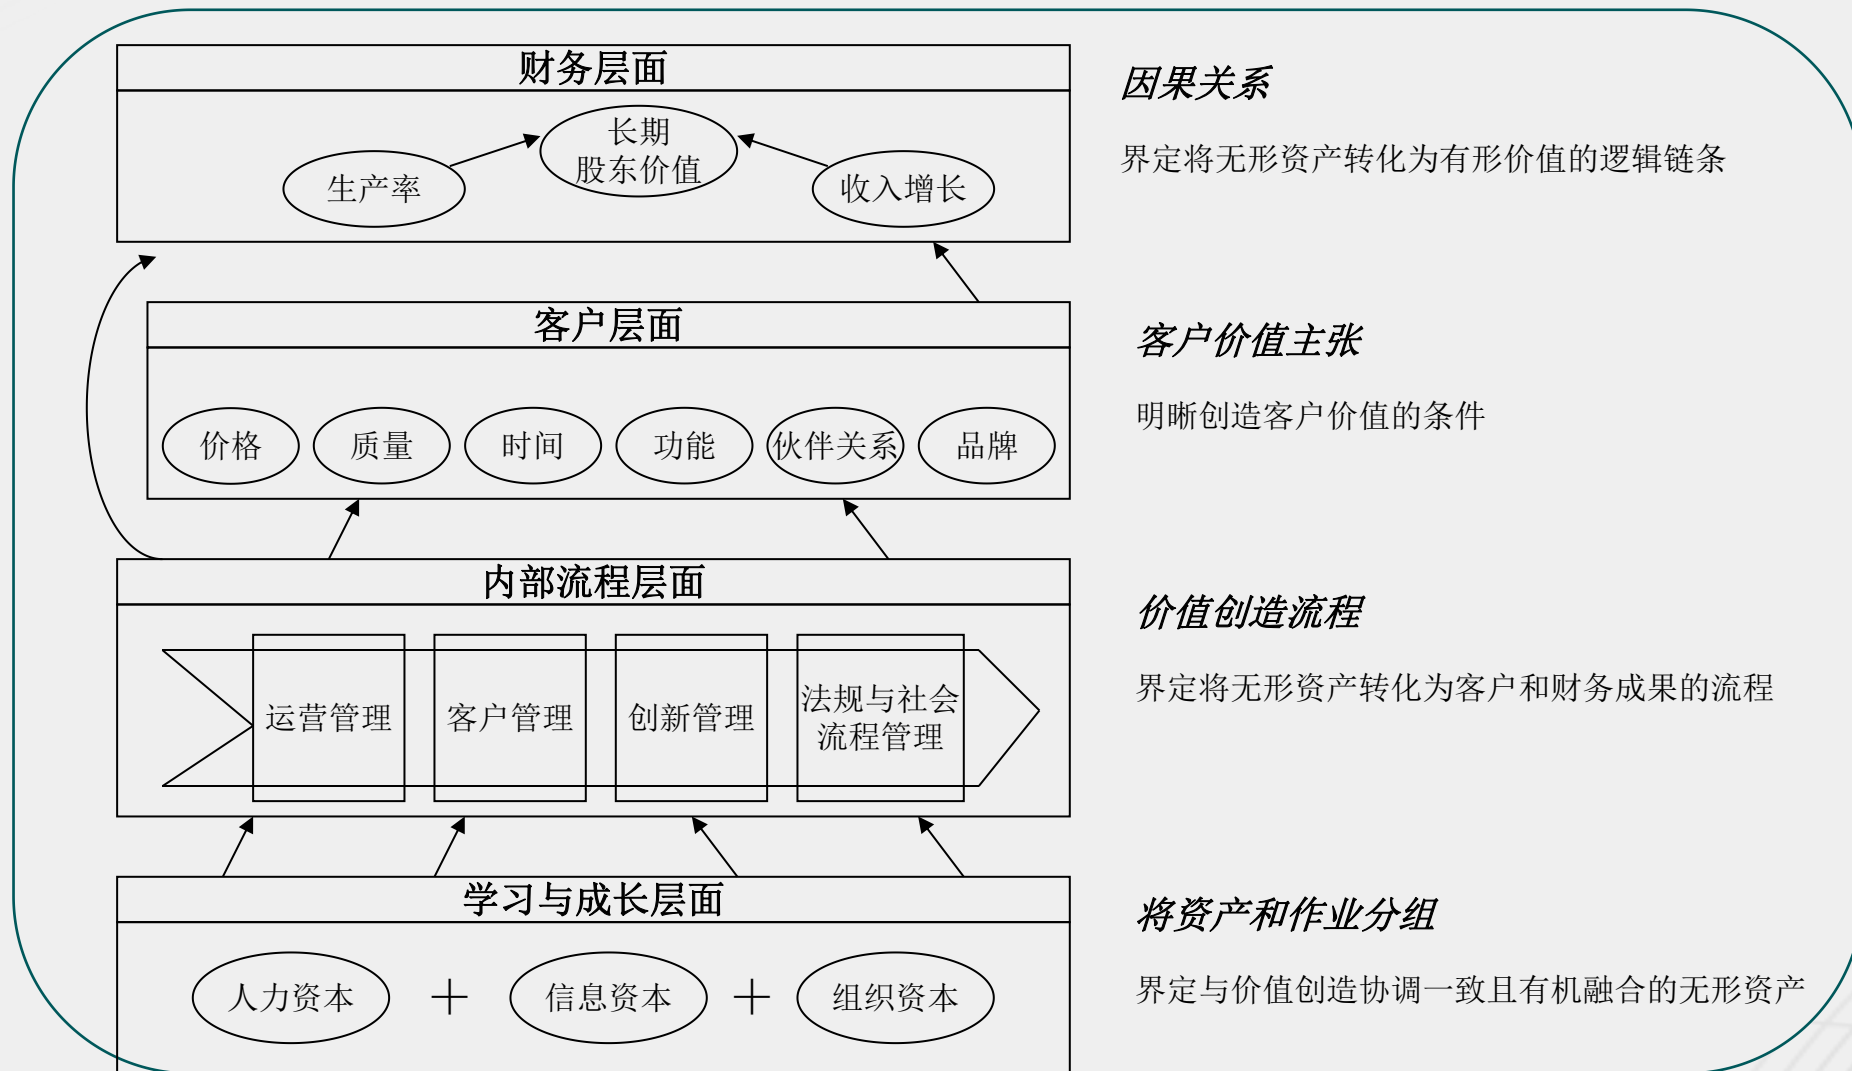 财务层面
长期
股东价值
生产率
收入增长
因果关系
界定将无形资产转化为有形价值的逻辑链条
客户层面
价格
质量
时间
功能
伙伴关系
品牌
客户价值主张
明晰创造客户价值的条件
内部流程层面
运营管理
客户管理
创新管理
法规与社会
流程管理
价值创造流程
界定将无形资产转化为客户和财务成果的流程
学习与成长层面
人力资本
+
信息资本
+
组织资本
将资产和作业分组
界定与价值创造协调一致且有机融合的无形资产